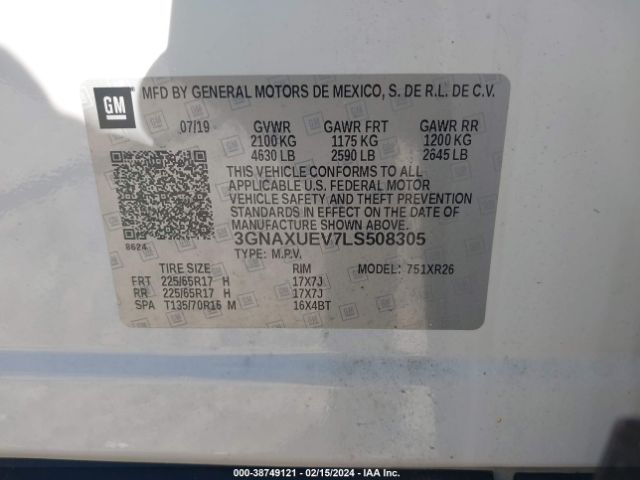 GM MFD BY GENERAL MOTORS DE MEXICO, S. DE R.L. DE C.V.
07/19 GVWR GAWR FRT GAWR RR
2100 KG 1175 KG 1200 KG
4630 LB 2590 LB 2645 LB
THIS VEHICLE CONFORMS TO ALL
APPLICABLE U.S. FEDERAL MOTOR
VEHICLE SAFETY AND THEFT PREVENTION
STANDARDS IN EFFECT ON THE DATE OF
MANUFACTURE SHOWN ABOVE.
8624 3GNAXUEV7LS508305
TYPE: M.P.V.
TIRE SIZE RIM MODEL: 751XR26
FRT 225/65R17 H 17X7J
RR 225/65R17 H 17X7J
SPA T135/70R16 M 16X4BT
000-38749121 - 02/15/2024 - IAA Inc.